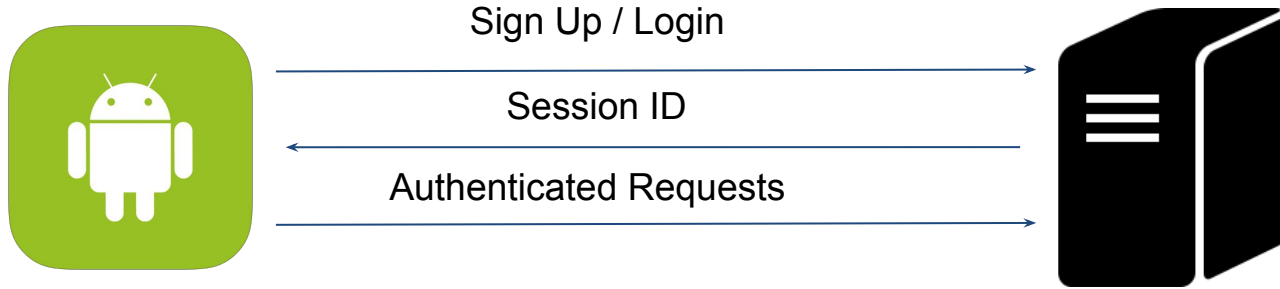 Sign Up / Login
Session ID
Authenticated Requests